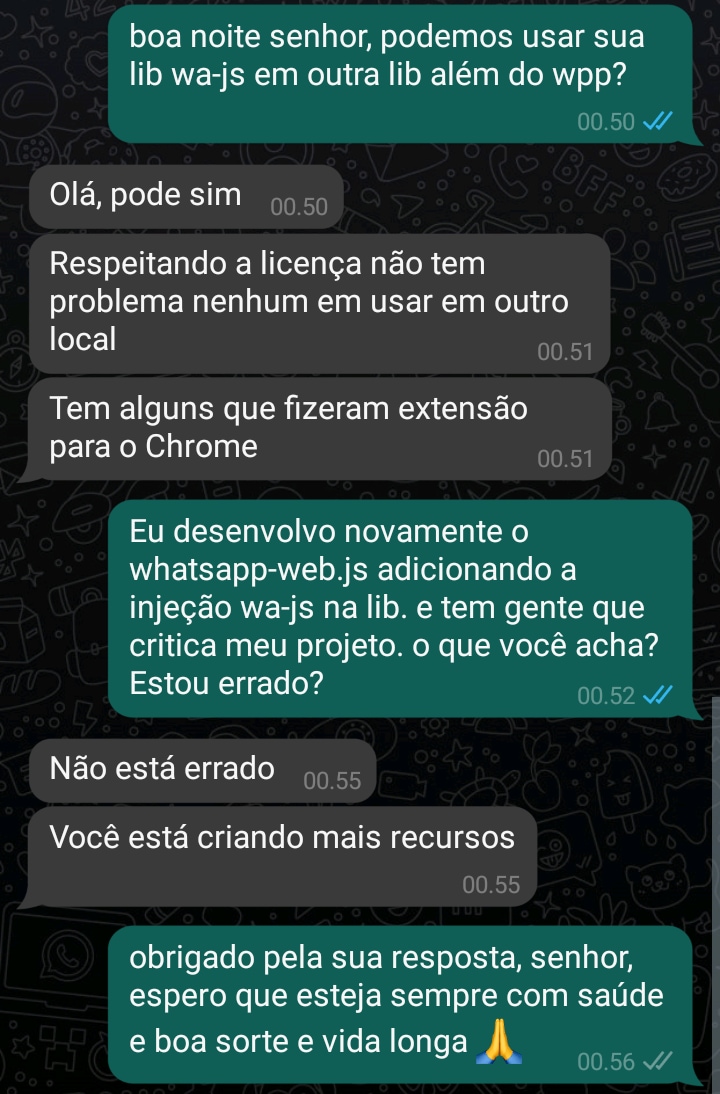 boa noite senhor, podemos usar sua
lib wa-js em outra lib além do wpp?
00.50
Olá, pode sim
00.50
Respeitando a licença não tem
problema nenhum em usar em outro
local
00.51
Tem alguns que fizeram extensão
para o Chrome
00.51
Eu desenvolvo novamente o
whatsapp-web.js adicionando a
injeção wa-js na lib. e tem gente que
critica meu projeto. o que você acha?
Estou errado?
00.52
Não está errado
00.55
Você está criando mais recursos
00.55
obrigado pela sua resposta, senhor,
espero que esteja sempre com saúde
e boa sorte e vida longa 🙏
00.56